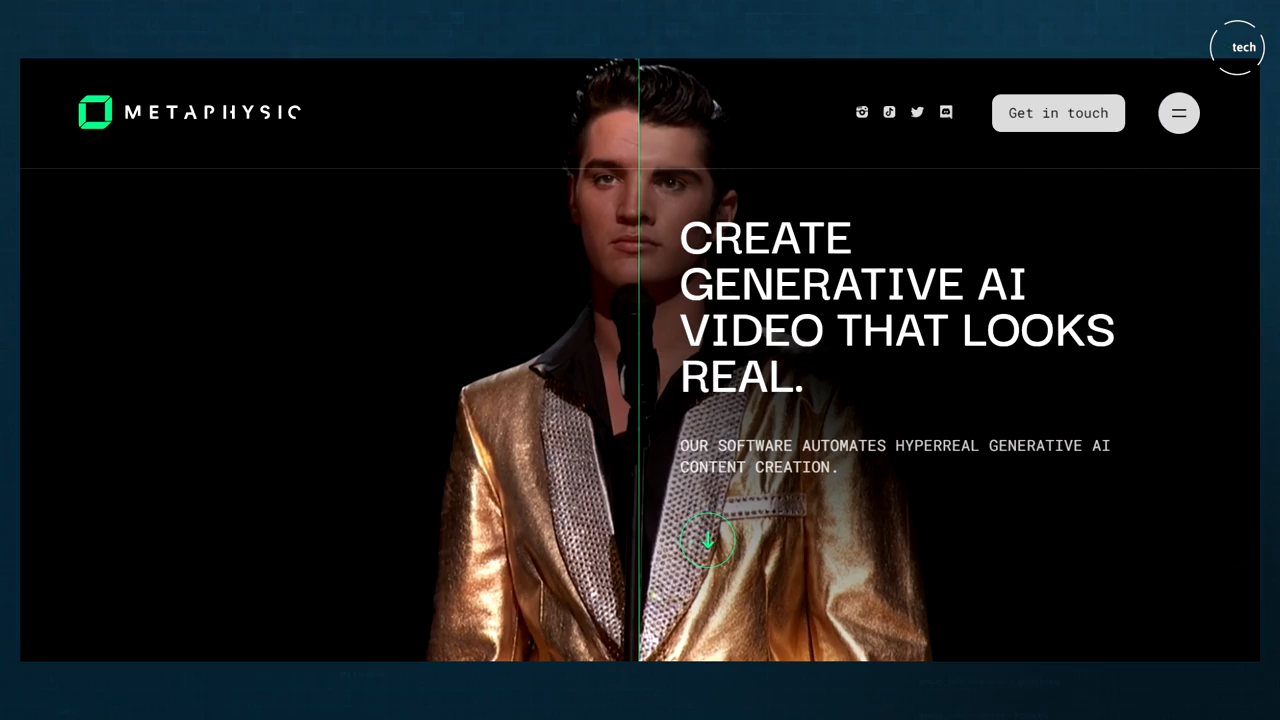 tech
METAPHYSIC
Get in touch
CREATE
GENERATIVE AI
VIDEO THAT LOOKS
REAL.
OUR SOFTWARE AUTOMATES HYPERREAL GENERATIVE AI
CONTENT CREATION.